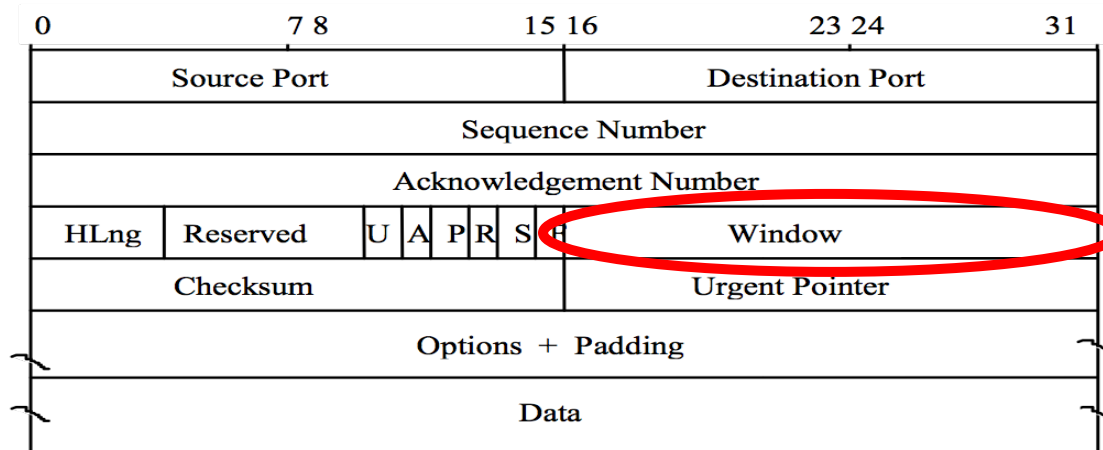 0 7 8 15 16 23 24 31
Source Port Destination Port
Sequence Number
Acknowledgement Number
HLng Reserved U A P R S F Window
Checksum Urgent Pointer
Options + Padding
Data